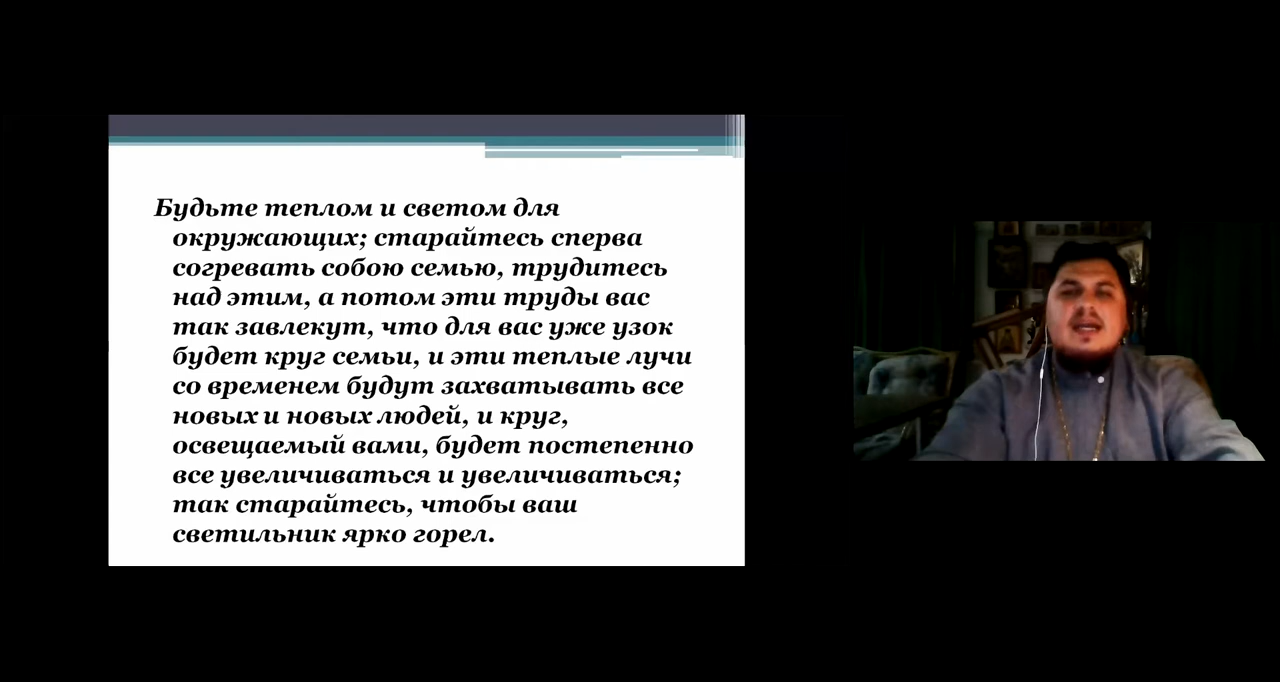 Будьте теплом и светом для
окружающих; старайтесь сперва
согревать собою семью, трудитесь
над этим, а потом эти труды вас
так завлекут, что для вас уже узок
будет круг семьи, и эти теплые лучи
со временем будут захватывать все
новых и новых людей, и круг,
освещаемый вами, будет постепенно
все увеличиваться и увеличиваться;
так старайтесь, чтобы ваш
светильник ярко горел.